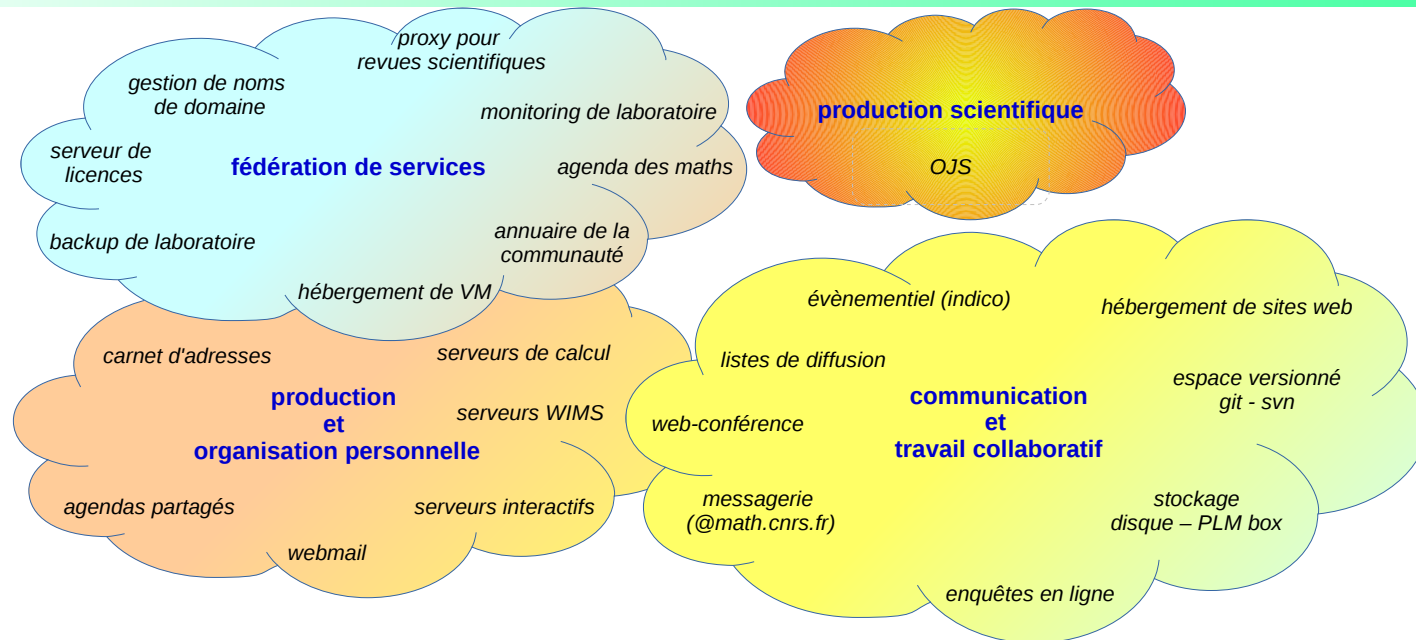 proxy pour
revues scientifiques
gestion de noms
de domaine
monitoring de laboratoire
serveur de
licences
fédération de services
agenda des maths
backup de laboratoire
annuaire de la
communauté
hébergement de VM
production scientifique
OJS
carnet d'adresses
serveurs de calcul
production
et
organisation personnelle
serveurs WIMS
agendas partagés
serveurs interactifs
webmail
évènementiel (indico)
hébergement de sites web
listes de diffusion
espace versionné
git - svn
communication
et
travail collaboratif
web-conférence
messagerie
(@math.cnrs.fr)
stockage
disque – PLM box
enquêtes en ligne